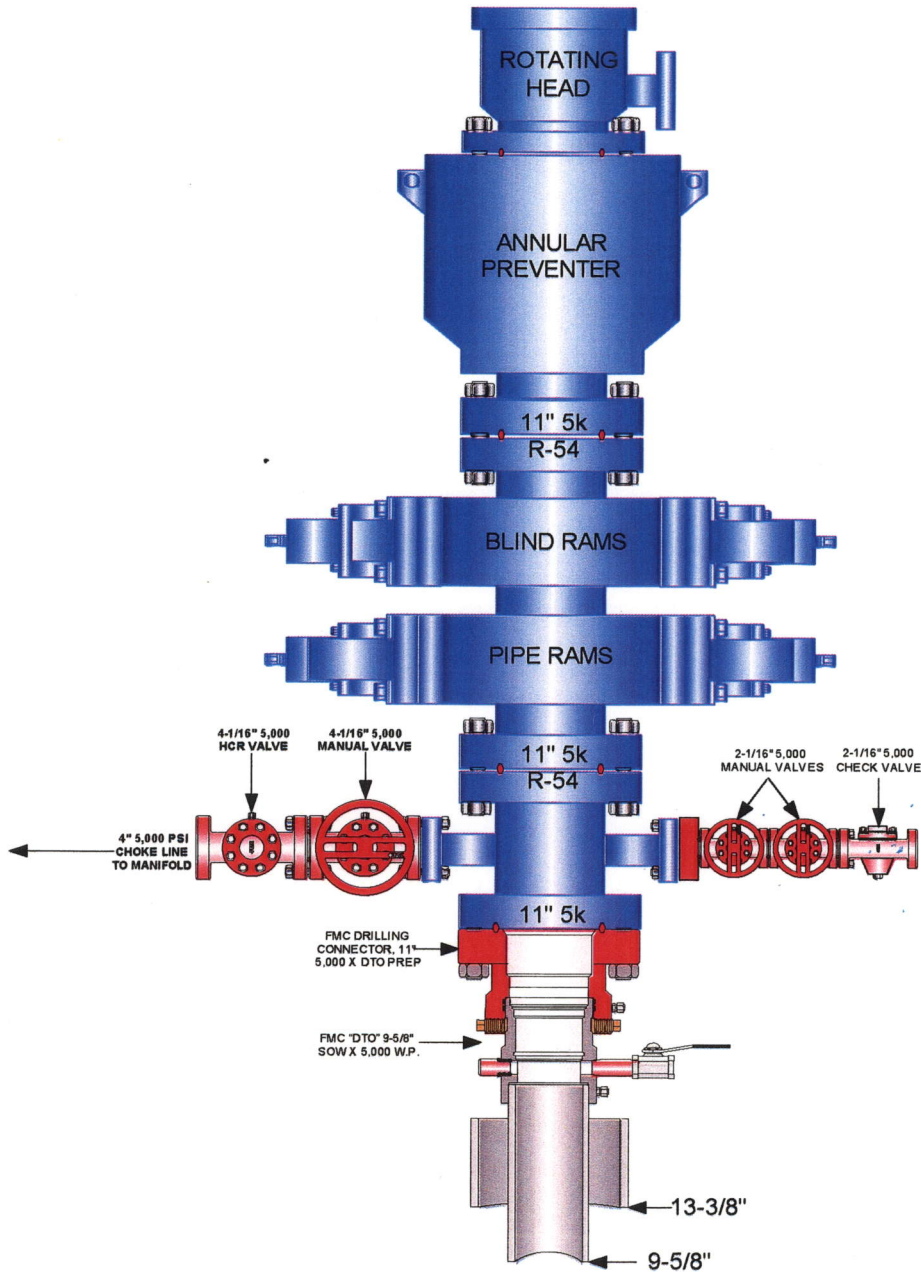 ROTATING
HEAD
ANNULAR
PREVENTER
11" 5k
R-54
BLIND RAMS
PIPE RAMS
4-1/16" 5,000
HCR VALVE
4-1/16" 5,000
MANUAL VALVE
11" 5k
R-54
2-1/16" 5,000
MANUAL VALVES
2-1/16" 5,000
CHECK VALVE
4" 5,000 PSI
CHOKE LINE
TO MANIFOLD
11" 5k
FMC DRILLING
CONNECTOR, 11"
5,000 X DTO PREP
FMC "DTO" 9-5/8"
SOW X 5,000 W.P.
13-3/8"
9-5/8"